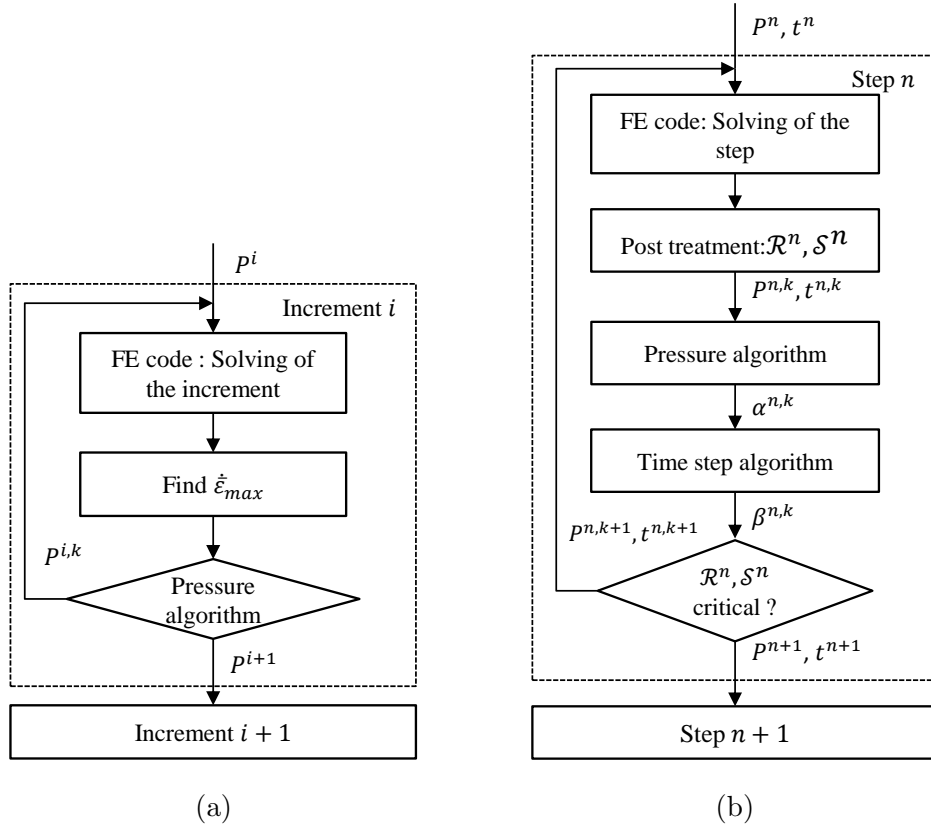 P^i
Increment i
FE code : Solving of
the increment
Find ε̇_max
P^{i,k}
Pressure
algorithm
P^{i+1}
Increment i + 1
(a)
P^n, t^n
Step n
FE code: Solving of the
step
Post treatment:ℛ^n, 𝒮^n
P^{n,k}, t^{n,k}
Pressure algorithm
α^{n,k}
Time step algorithm
β^{n,k}
P^{n,k+1}, t^{n,k+1}
ℛ^n, 𝒮^n
critical ?
P^{n+1}, t^{n+1}
Step n + 1
(b)